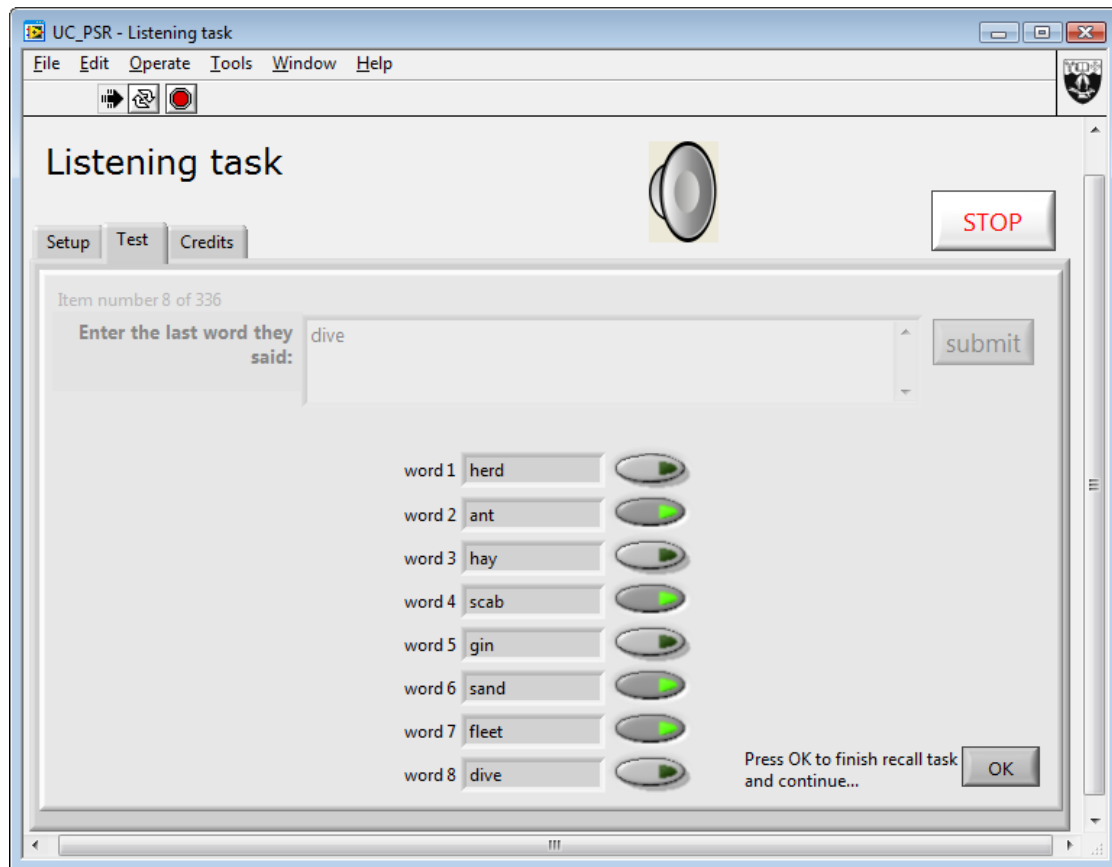 UC_PSR - Listening task
File Edit Operate Tools Window Help
Listening task
STOP
Setup Test Credits
Item number 8 of 336
Enter the last word they said:
dive
submit
word 1 herd
word 2 ant
word 3 hay
word 4 scab
word 5 gin
word 6 sand
word 7 fleet
word 8 dive
Press OK to finish recall task
and continue...
OK